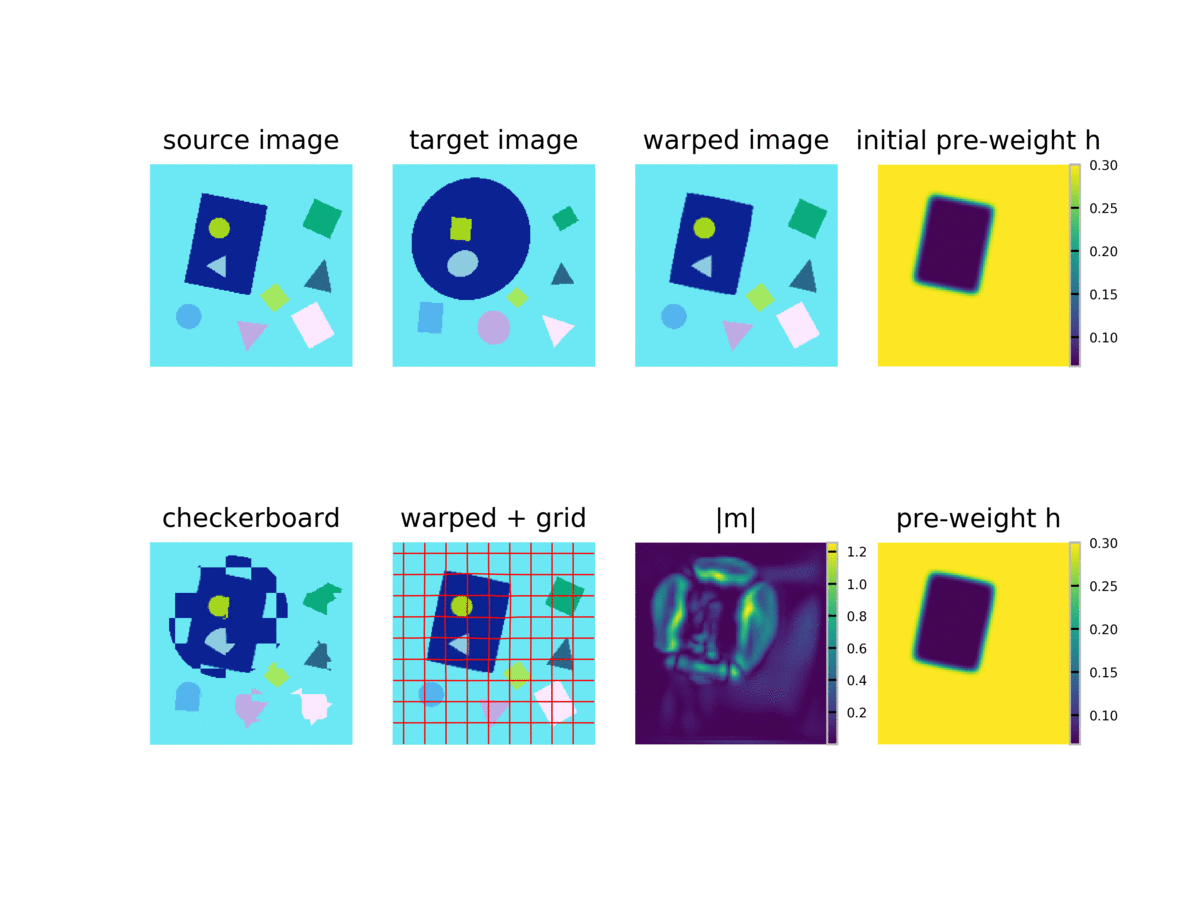 source image
target image
warped image
initial pre-weight h
0.30
0.25
0.20
0.15
0.10
checkerboard
warped + grid
|m|
pre-weight h
1.2
1.0
0.8
0.6
0.4
0.2
0.30
0.25
0.20
0.15
0.10